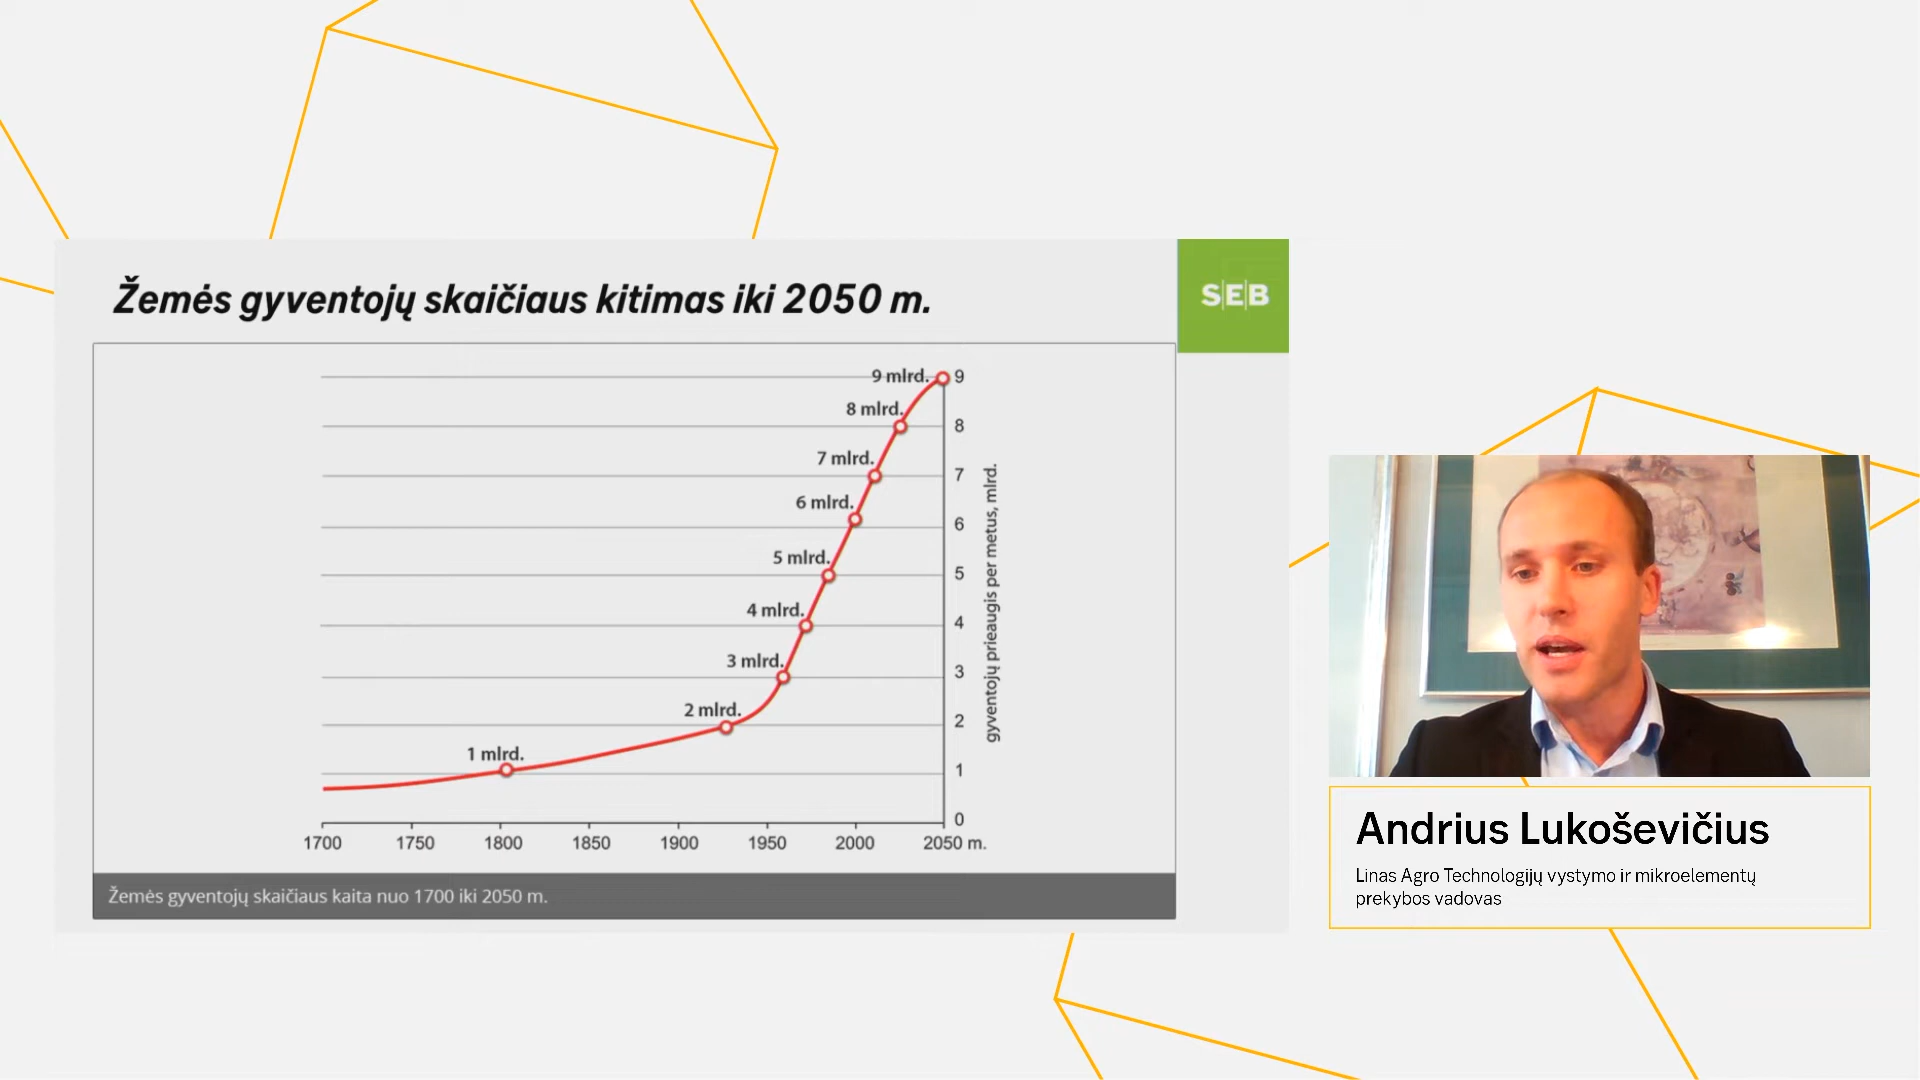 Žemės gyventojų skaičiaus kitimas iki 2050 m.
SEB
9 mlrd.
9
8 mlrd.
8
7 mlrd.
7
6 mlrd.
6
5 mlrd.
5
4 mlrd.
4
3 mlrd.
3
2 mlrd.
2
1 mlrd.
1
0
gyventojų prieaugis per metus, mlrd.
1700 1750 1800 1850 1900 1950 2000 2050 m.
Žemės gyventojų skaičiaus kaita nuo 1700 iki 2050 m.
Andrius Lukoševičius
Linas Agro Technologijų vystymo ir mikroelementų
prekybos vadovas